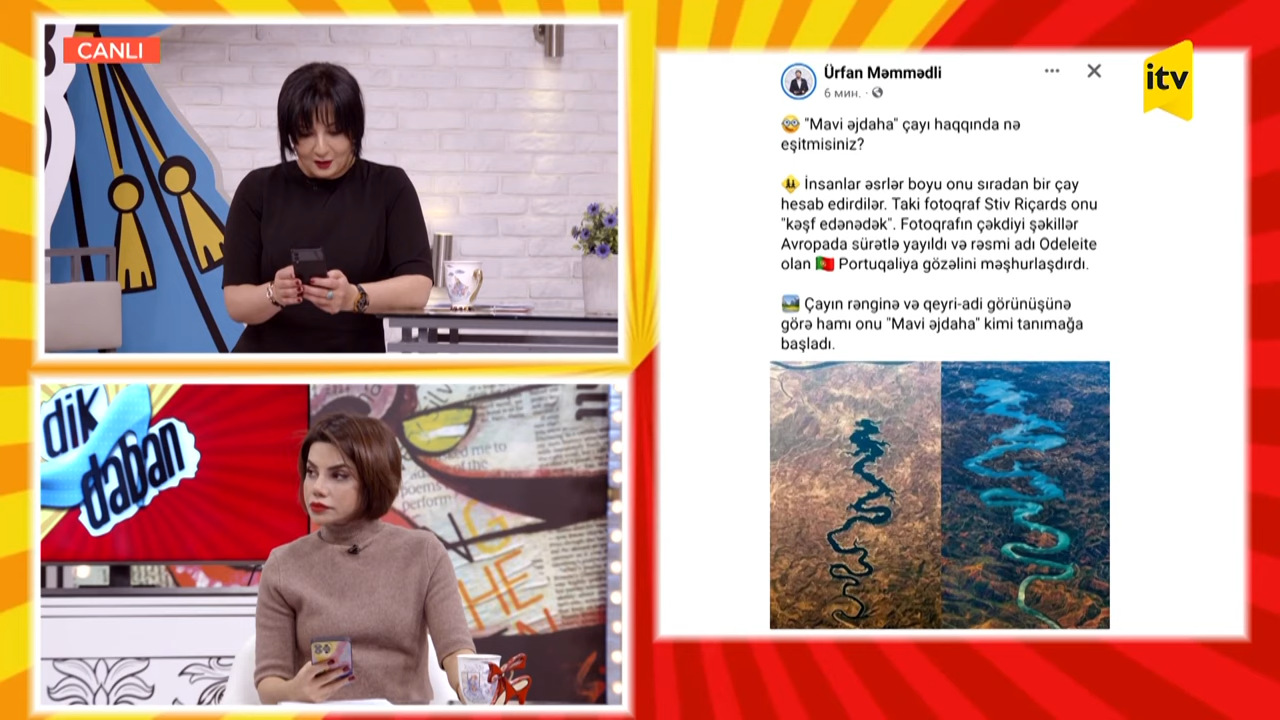 CANLI
dik
daban
itv
Ürfan Məmmədli
6 мин.
"Mavi əjdaha" çayı haqqında nə
eşitmisiniz?
İnsanlar əsrlər boyu onu sıradan bir çay
hesab edirdilər. Taki fotoqraf Stiv Riçards onu
"kəşf edənədək". Fotoqrafın çəkdiyi şəkillər
Avropada sürətlə yayıldı və rəsmi adı Odeleite
olan 🇵🇹 Portuqaliya gözəlini məşhurlaşdırdı.
Çayın rənginə və qeyri-adi görünüşünə
görə hamı onu "Mavi əjdaha" kimi tanımağa
başladı.